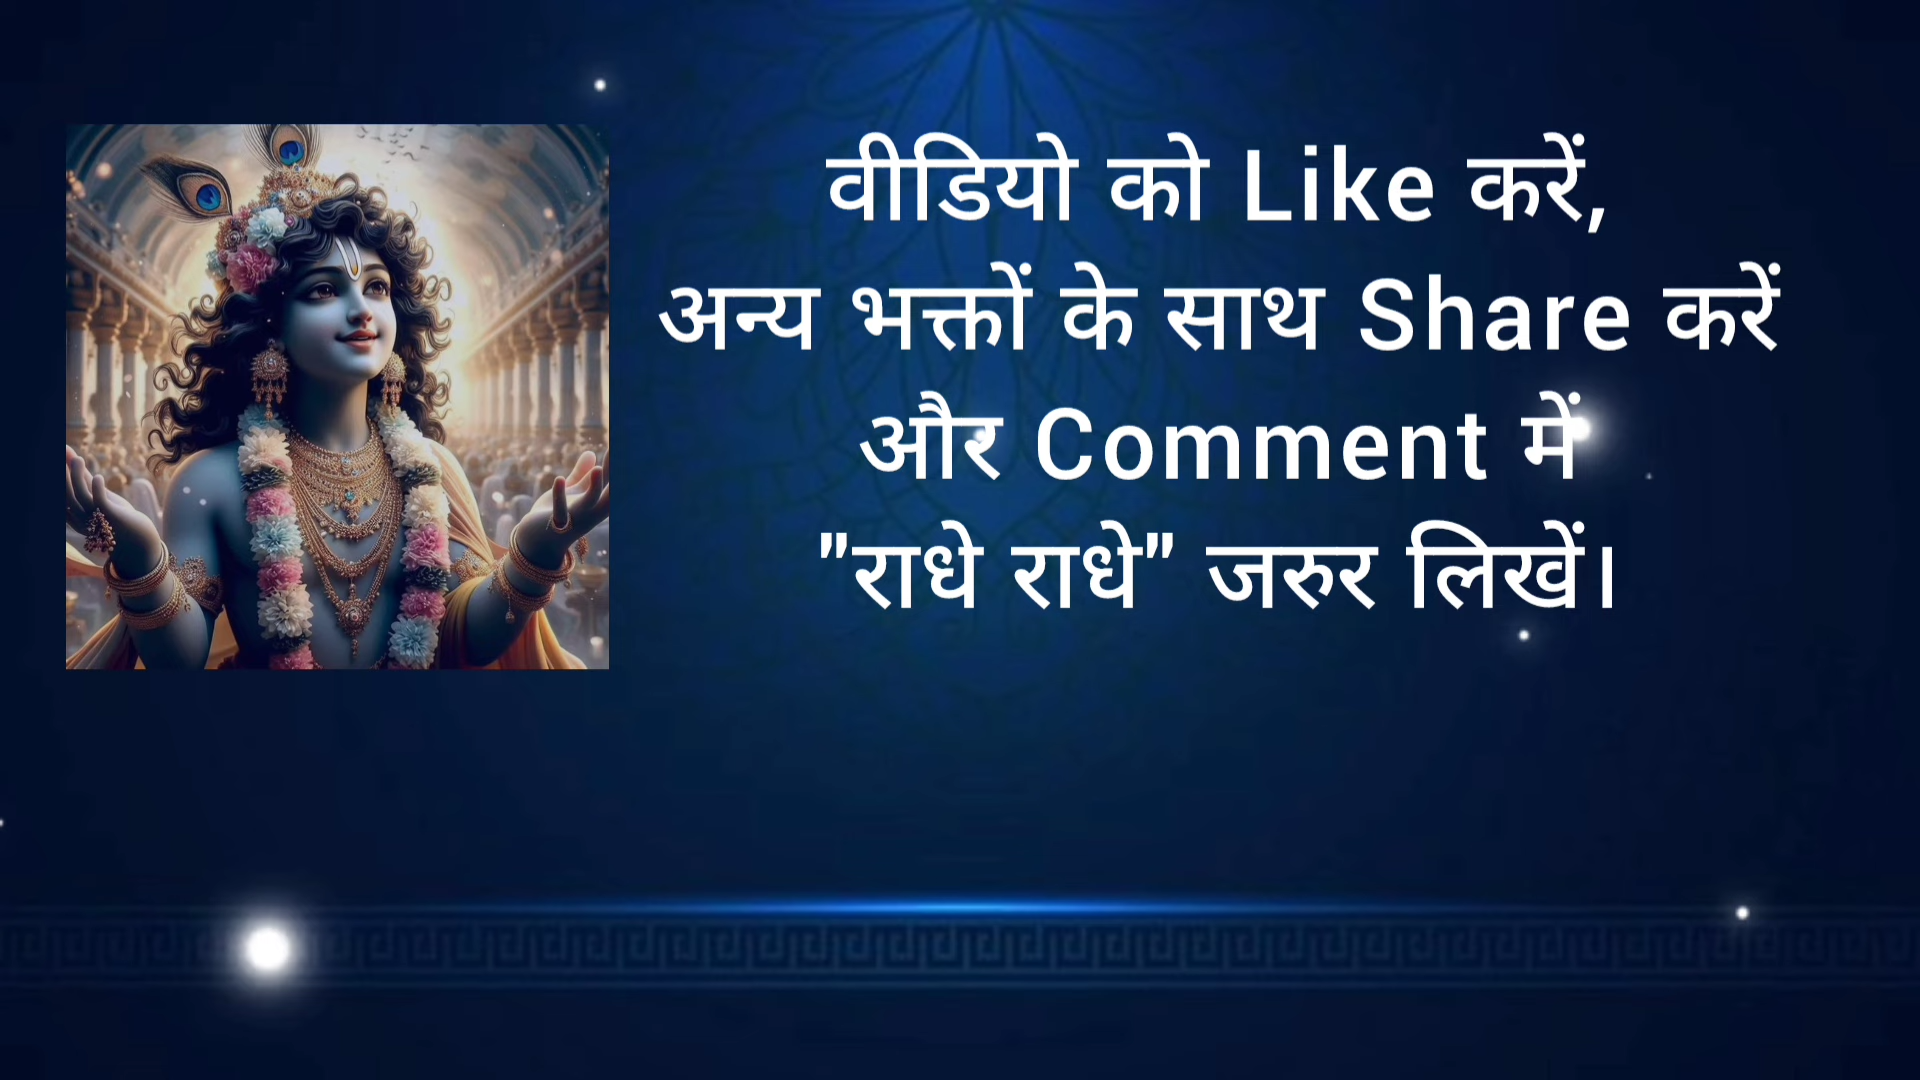 वीडियो को Like करें,
अन्य भक्तों के साथ Share करें
और Comment में
"राधे राधे" जरुर लिखें।